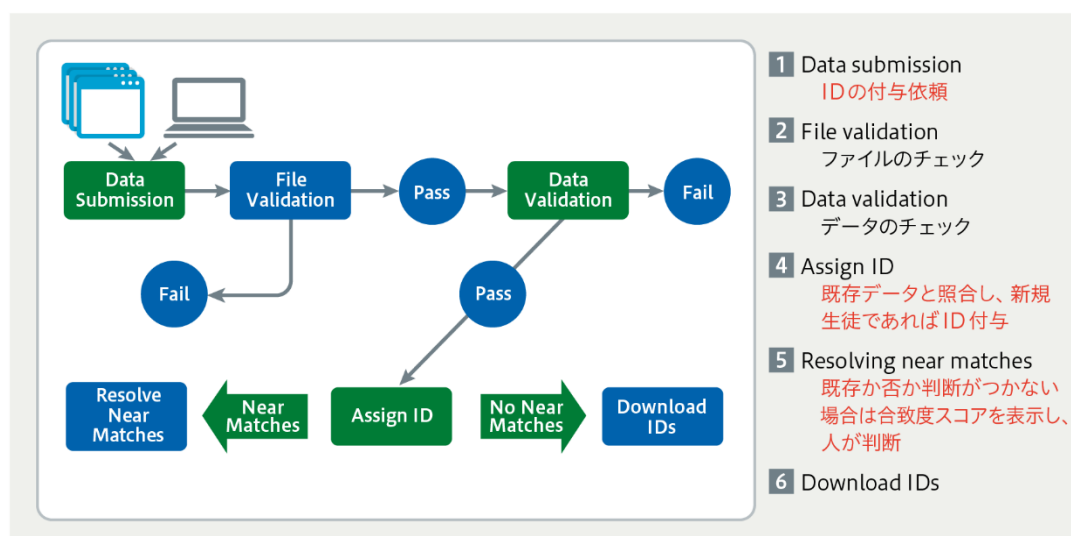 Data
Submission
File
Validation
Pass
Data
Validation
Fail
Fail
Pass
Resolve
Near
Matches
Near
Matches
Assign ID
No Near
Matches
Download
IDs
1 Data submission
IDの付与依頼
2 File validation
ファイルのチェック
3 Data validation
データのチェック
4 Assign ID
既存データと照合し、新規
生徒であればID付与
5 Resolving near matches
既存か否か判断がつかない
場合は合致度スコアを表示し、
人が判断
6 Download IDs